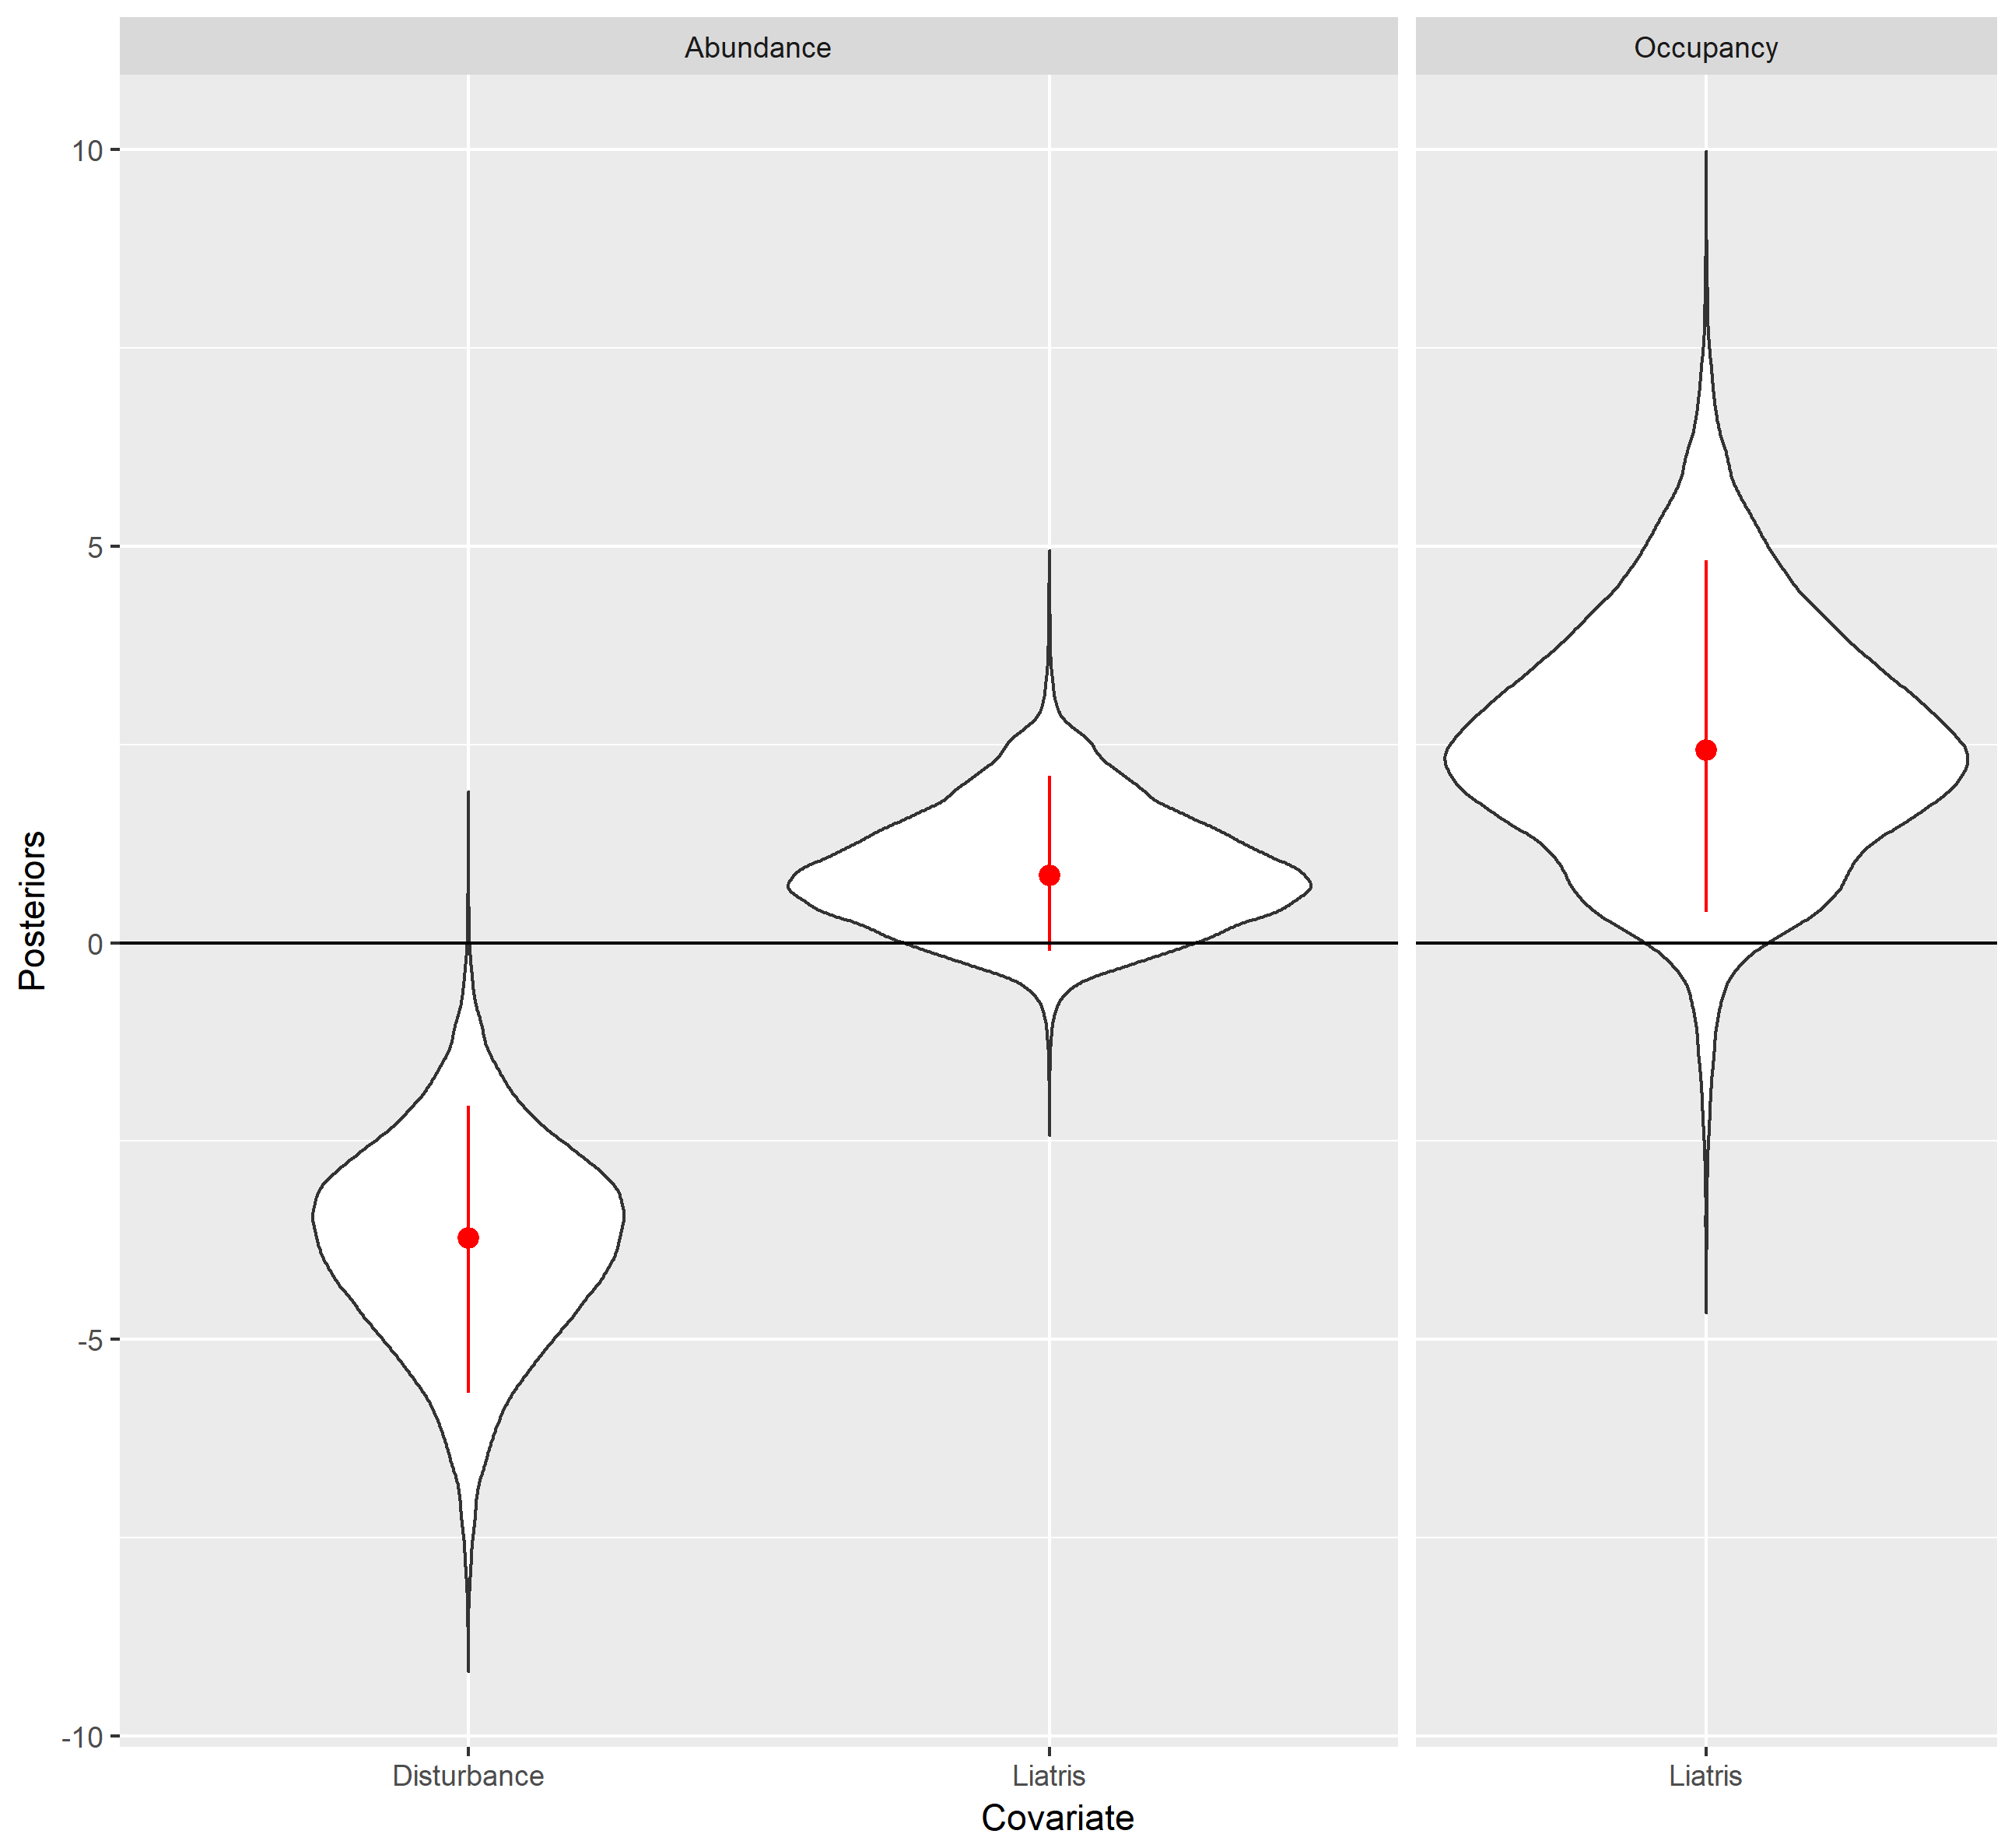 Abundance
Occupancy
10
5
0
-5
-10
Posteriors
Disturbance
Liatris
Liatris
Covariate